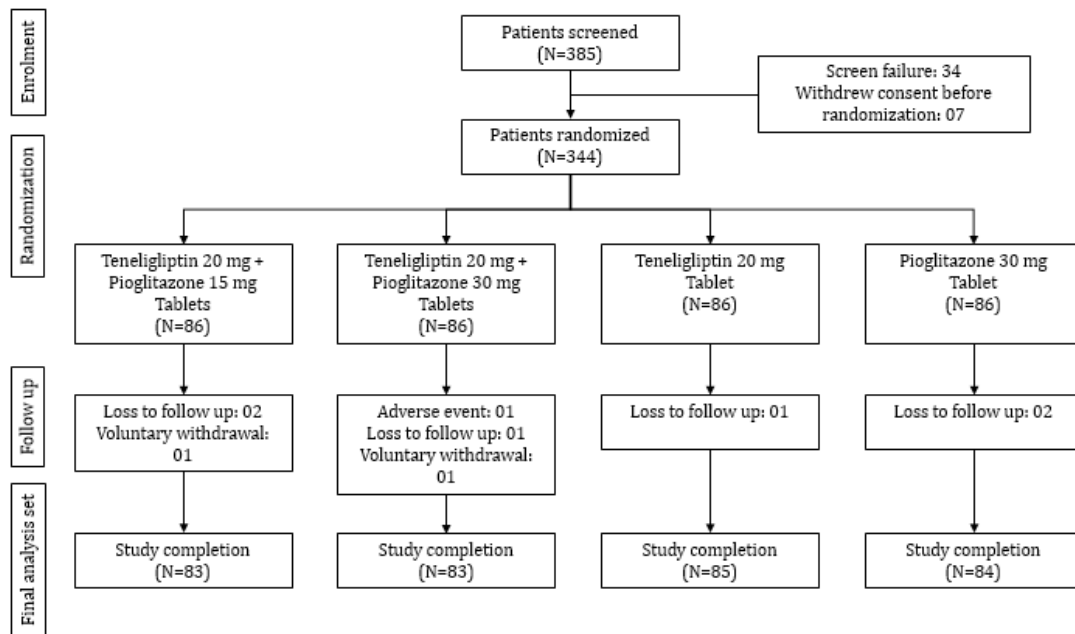 Enrolment
Patients screened
(N=385)
Screen failure: 34
Withdrew consent before
randomization: 07
Randomization
Patients randomized
(N=344)
Teneligliptin 20 mg +
Pioglitazone 15 mg
Tablets
(N=86)
Teneligliptin 20 mg +
Pioglitazone 30 mg
Tablets
(N=86)
Teneligliptin 20 mg
Tablet
(N=86)
Pioglitazone 30 mg
Tablet
(N=86)
Follow up
Loss to follow up: 02
Voluntary withdrawal:
01
Adverse event: 01
Loss to follow up: 01
Voluntary withdrawal:
01
Loss to follow up: 01
Loss to follow up: 02
Final analysis set
Study completion
(N=83)
Study completion
(N=83)
Study completion
(N=85)
Study completion
(N=84)